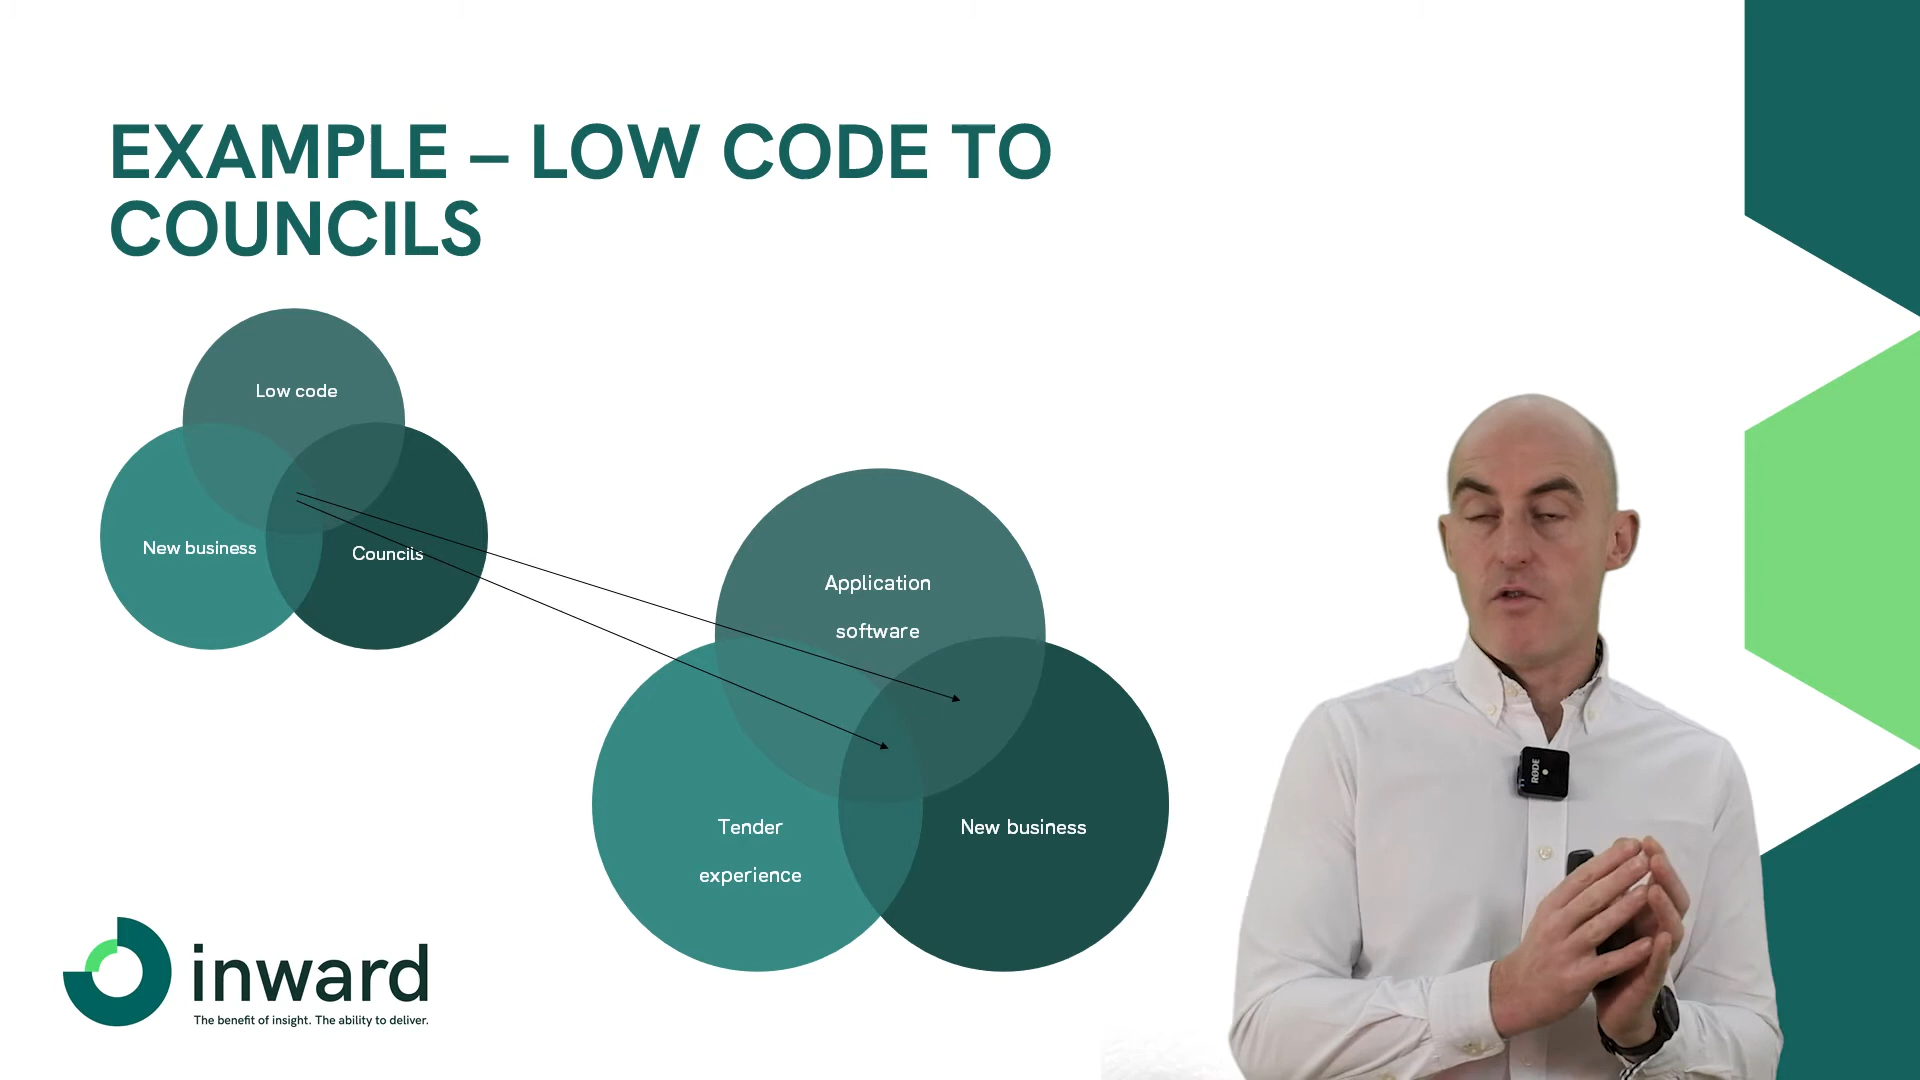 EXAMPLE – LOW CODE TO
COUNCILS
Low code
New business
Councils
Application
software
Tender
experience
New business
RØDE
inward
The benefit of insight. The ability to deliver.